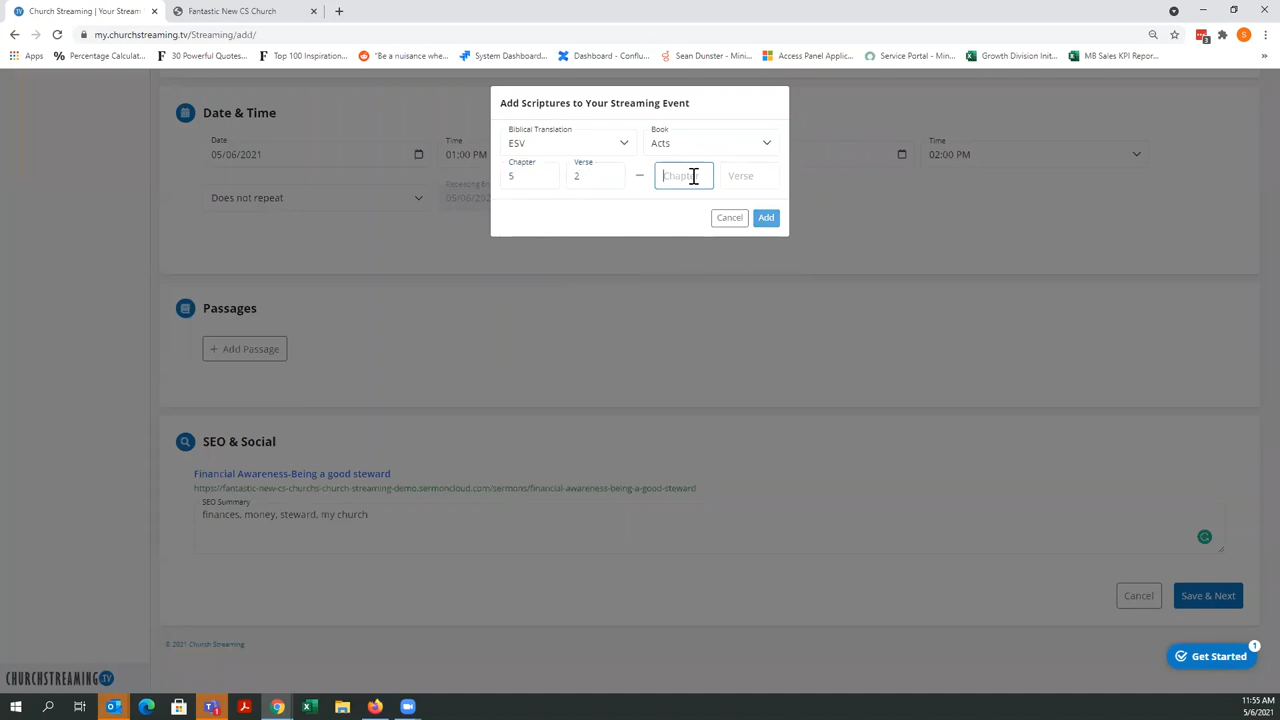 Church Streaming | Your Stream
Fantastic New CS Church
my.churchstreaming.tv/Streaming/add/
3
S
Apps
Percentage Calculat...
30 Powerful Quotes...
Top 100 Inspiration...
"Be a nuisance whe...
System Dashboard...
Dashboard - Conflu...
Sean Dunster - Mini...
Access Panel Applic...
Service Portal - Min...
Growth Division Init...
MB Sales KPI Repor...
Add Scriptures to Your Streaming Event
Date & Time
Biblical Translation
Book
ESV
Acts
Date
05/06/2021
Time
01:00 PM
Time
02:00 PM
Chapter
5
Verse
2
—
Chapter
Verse
Does not repeat
Repeating
05/06/202
Cancel
Add
Passages
+ Add Passage
SEO & Social
Financial Awareness-Being a good steward
https://fantastic-new-cs-churchs-church-streaming-demo.sermoncloud.com/sermons/financial-awareness-being-a-good-steward
SEO Summary
finances, money, steward, my church
Cancel
Save & Next
© 2021 Church Streaming
Get Started
1
CHURCHSTREAMING.TV
11:55 AM
5/6/2021